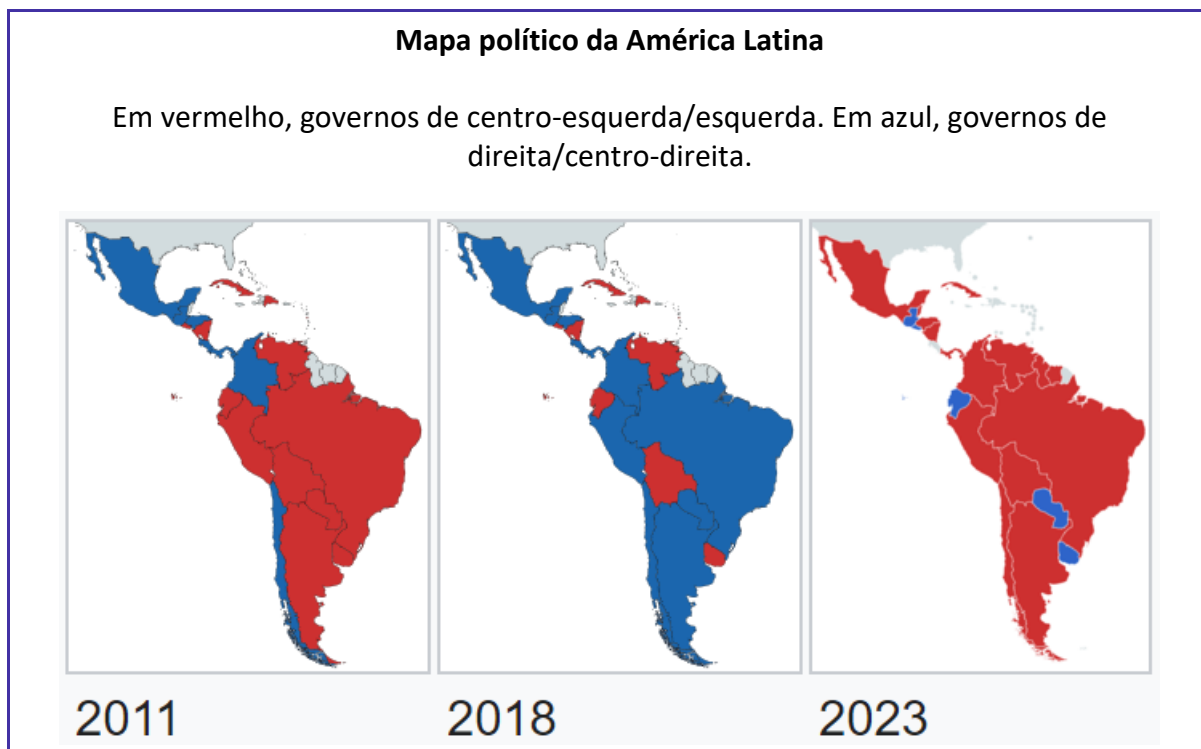 Mapa político da América Latina
Em vermelho, governos de centro-esquerda/esquerda. Em azul, governos de
direita/centro-direita.
2011
2018
2023